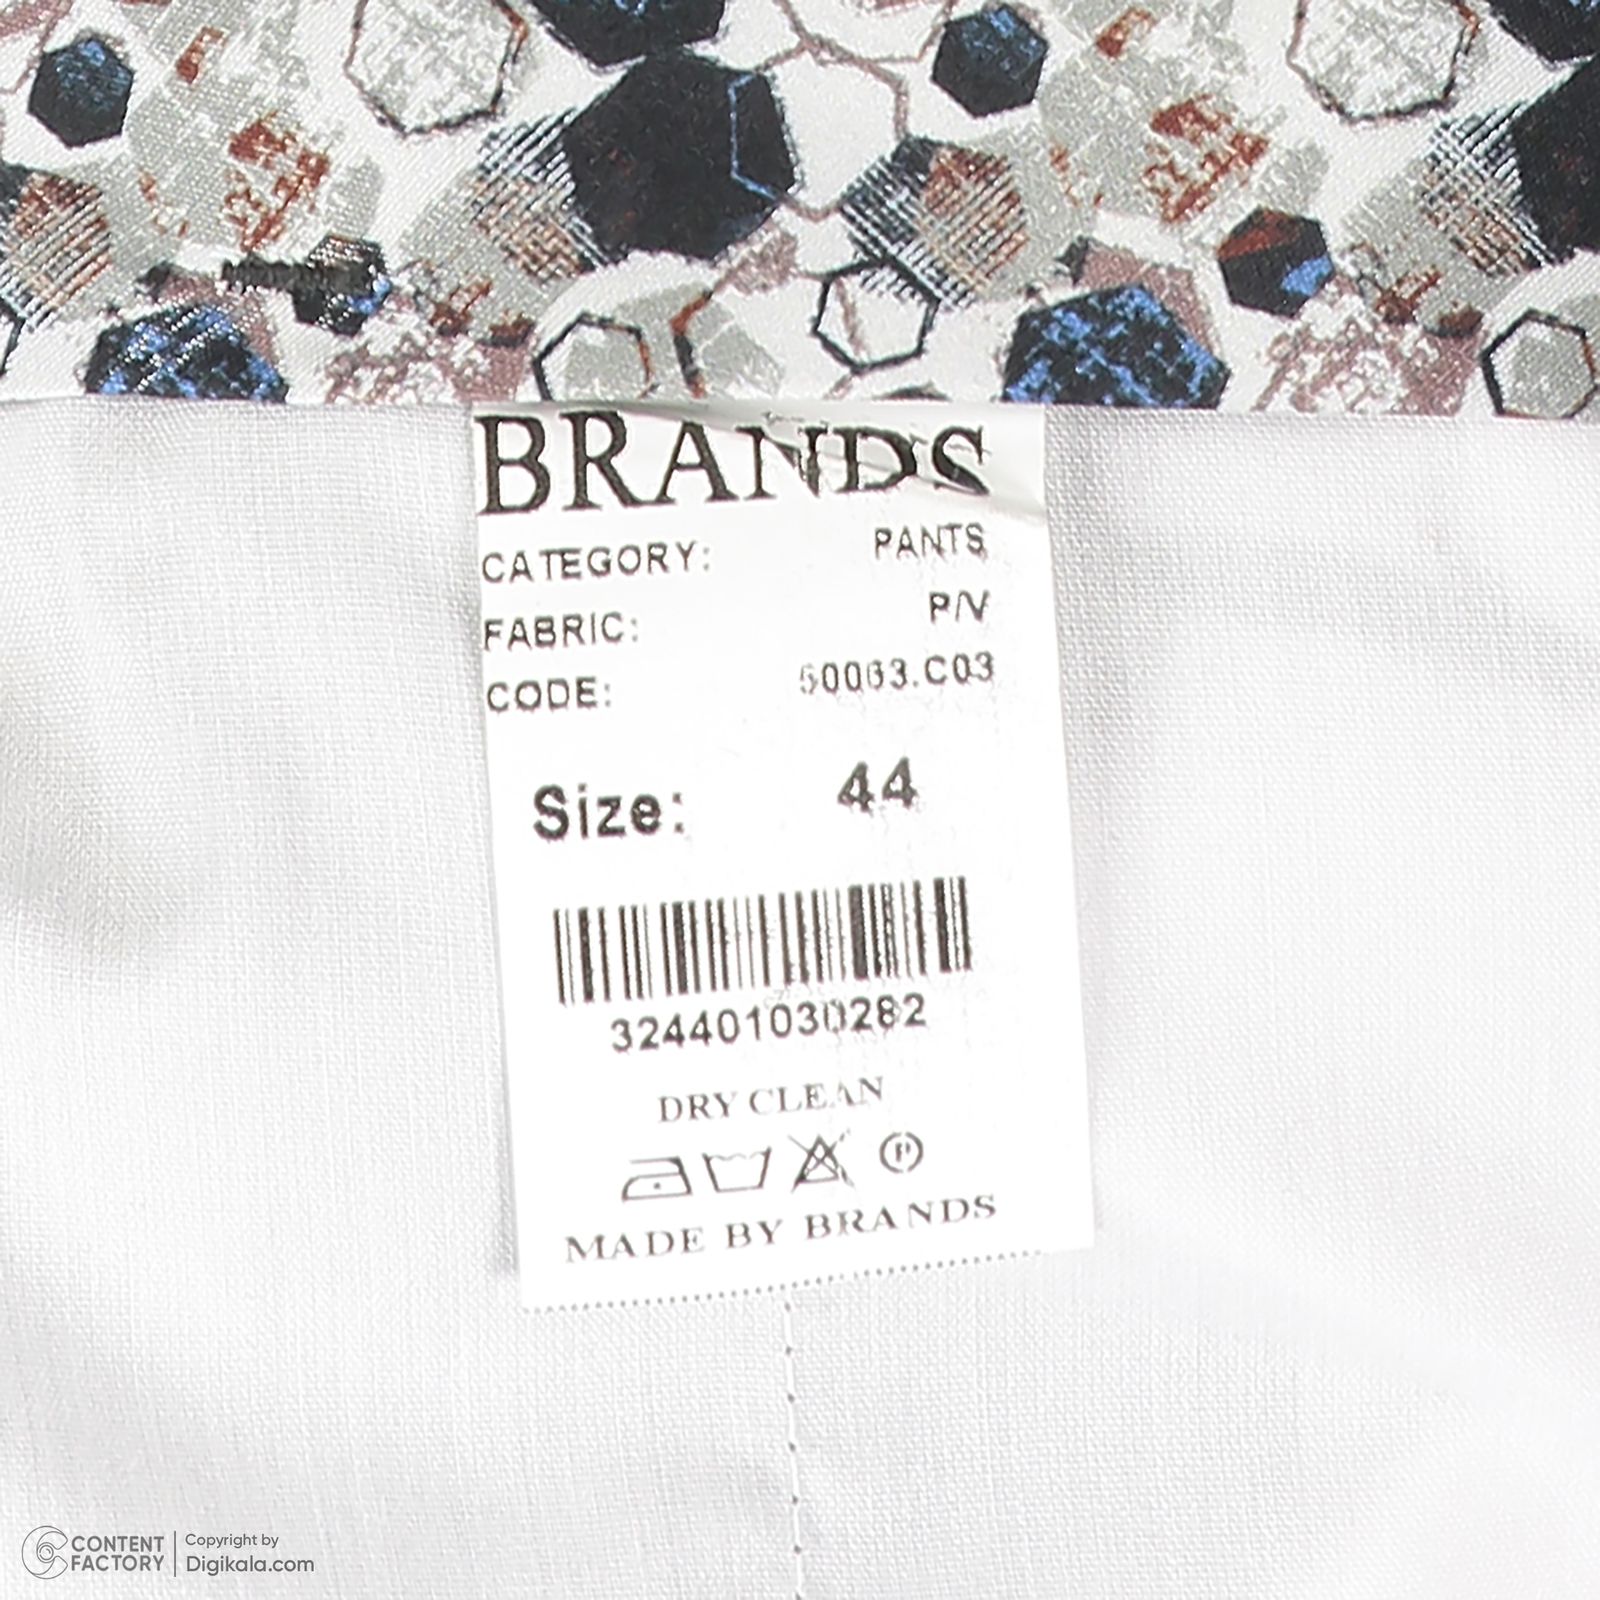 BRANDS
CATEGORY: PANTS
FABRIC: P/V
CODE: 50063.C03
Size: 44
324401030282
DRY CLEAN
P
MADE BY BRANDS
CONTENT FACTORY
Copyright by
Digikala.com